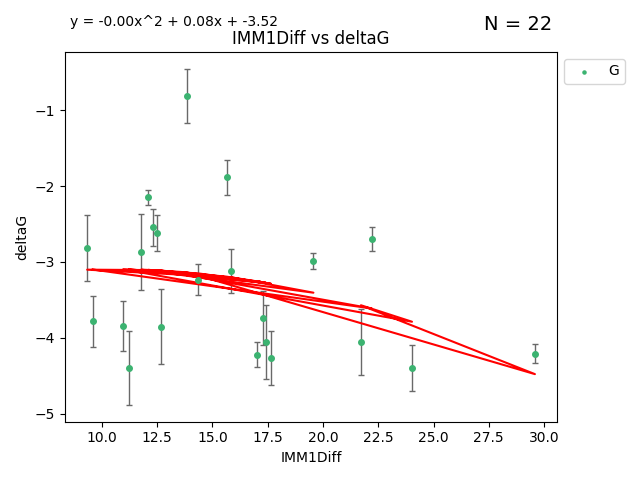 y = -0.00x^2 + 0.08x + -3.52
N = 22
IMM1Diff vs deltaG
G
deltaG
−1
−2
−3
−4
−5
10.0 12.5 15.0 17.5 20.0 22.5 25.0 27.5 30.0
IMM1Diff